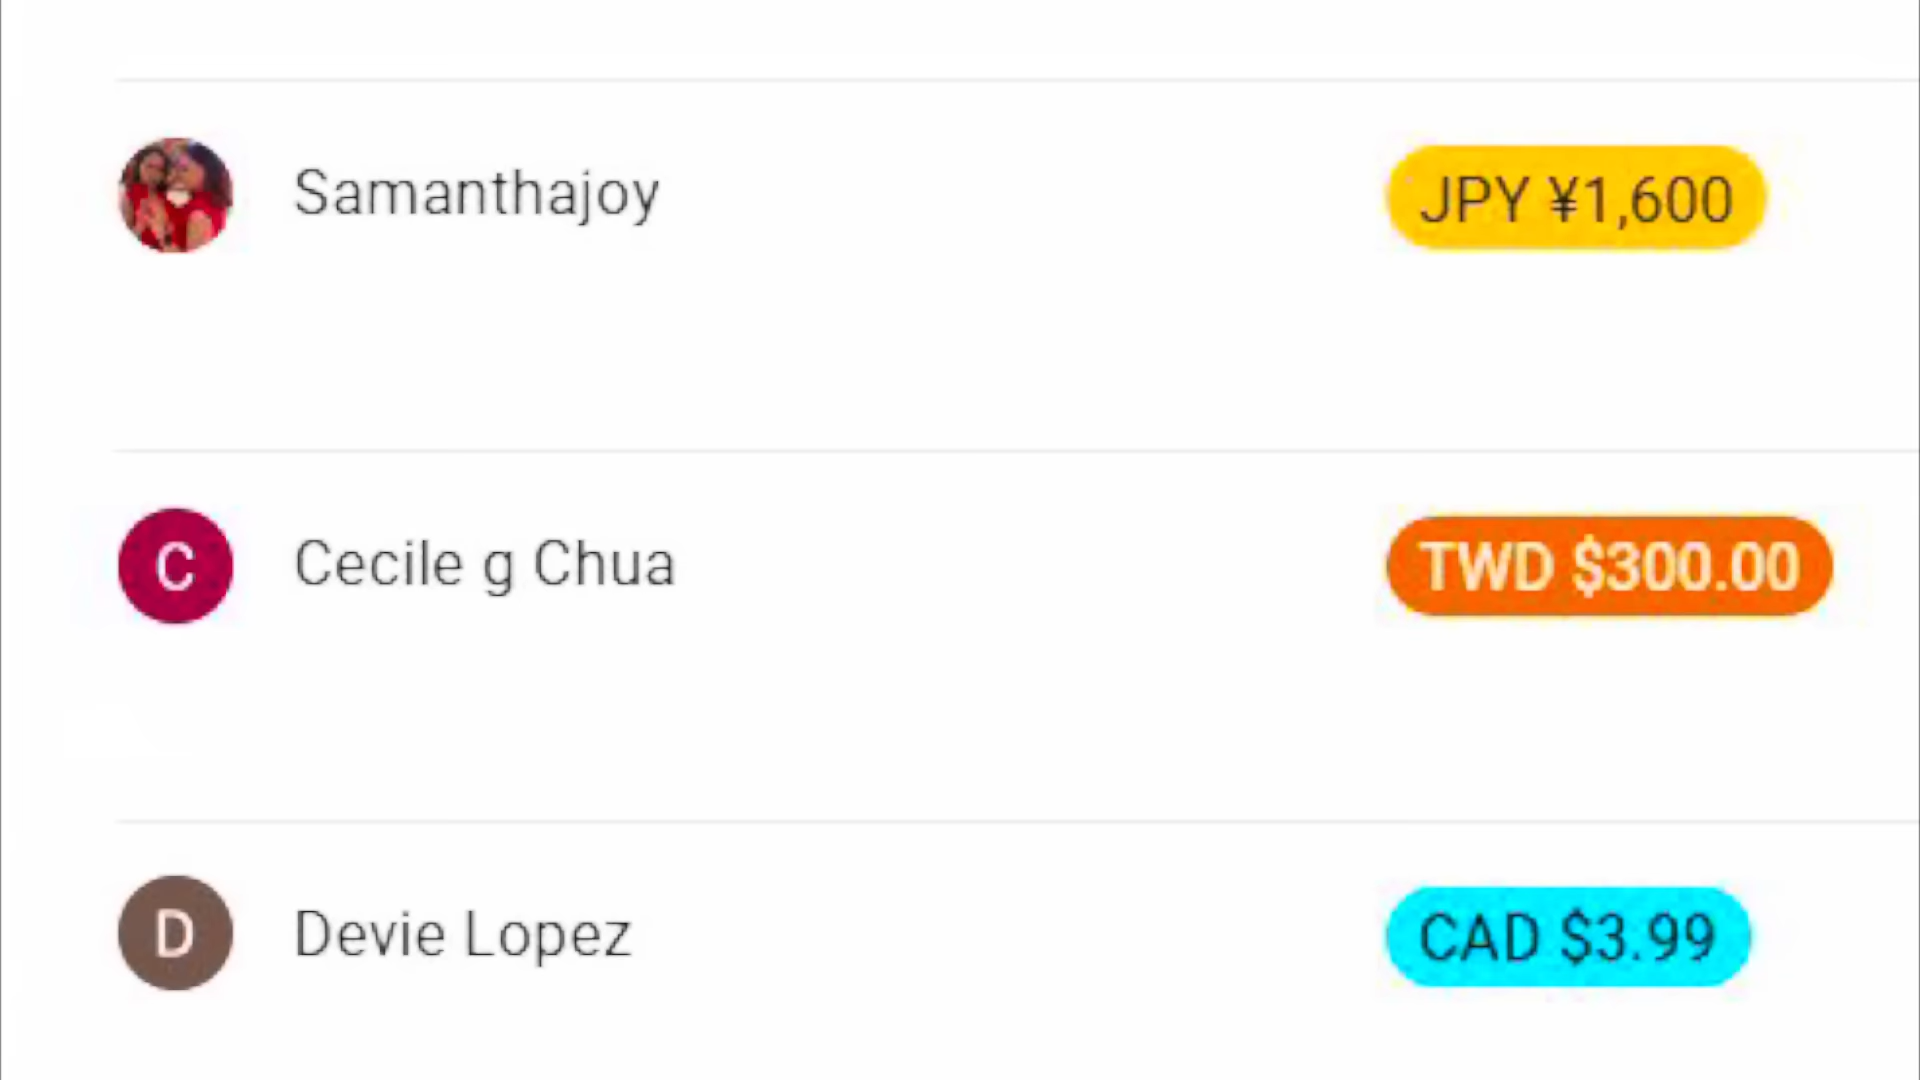 Samanthajoy JPY ¥1,600
C Cecile g Chua TWD $300.00
D Devie Lopez CAD $3.99